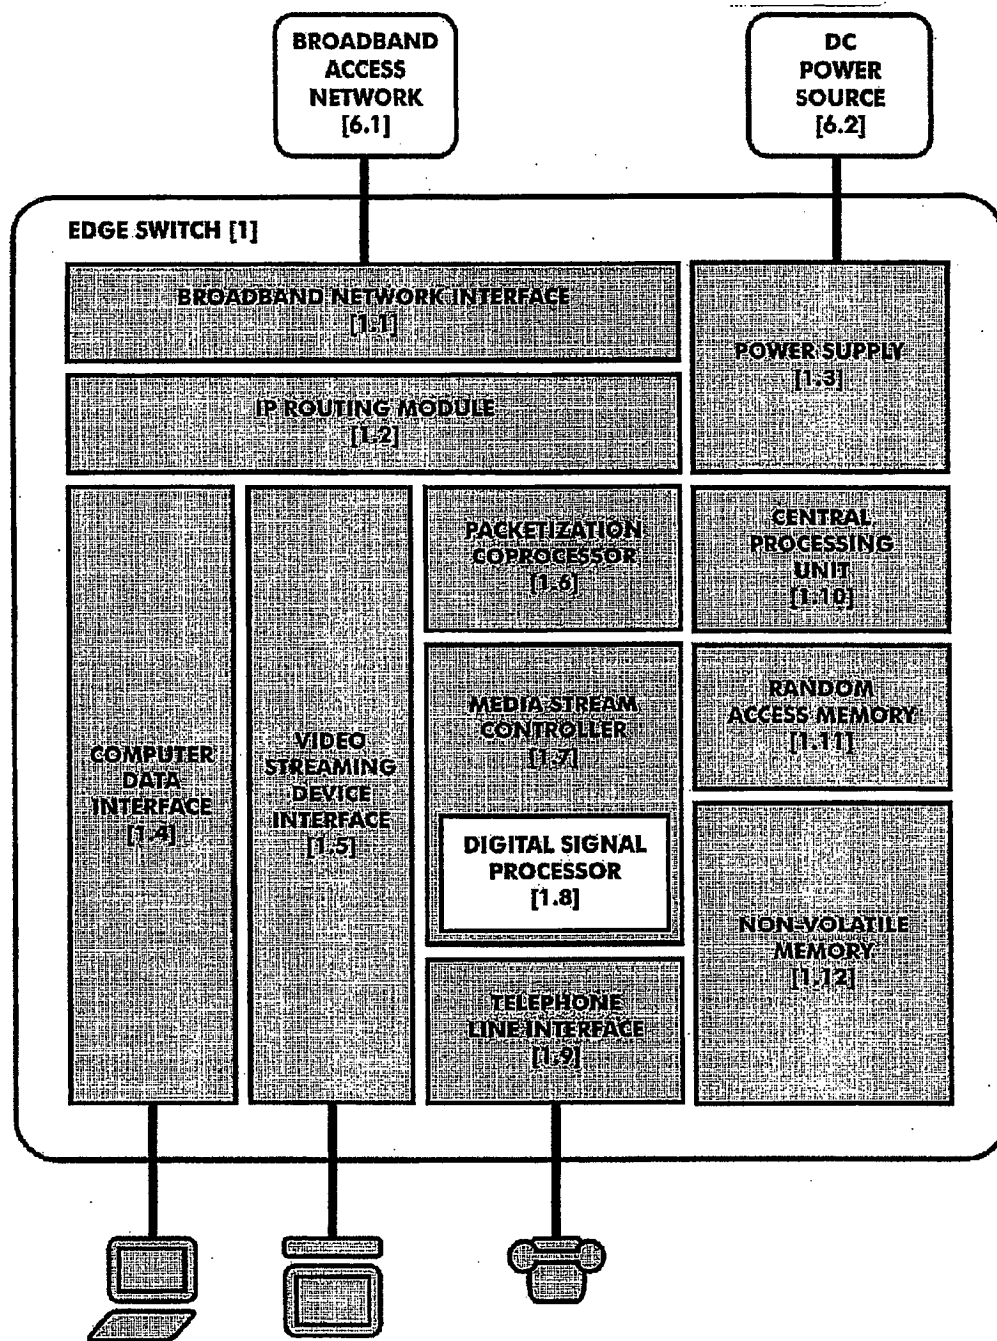 BROADBAND
ACCESS
NETWORK
[6.1]
DC
POWER
SOURCE
[6.2]
EDGE SWITCH [1]
BROADBAND NETWORK INTERFACE
[1.1]
POWER SUPPLY
[1.3]
IP ROUTING MODULE
[1.2]
COMPUTER
DATA
INTERFACE
[1.4]
VIDEO
STREAMING
DEVICE
INTERFACE
[1.5]
PACKETIZATION
COPROCESSOR
[1.6]
CENTRAL
PROCESSING
UNIT
[1.10]
MEDIA STREAM
CONTROLLER
[1.7]
RANDOM
ACCESS MEMORY
[1.11]
DIGITAL SIGNAL
PROCESSOR
[1.8]
NON-VOLATILE
MEMORY
[1.12]
TELEPHONE
LINE INTERFACE
[1.9]